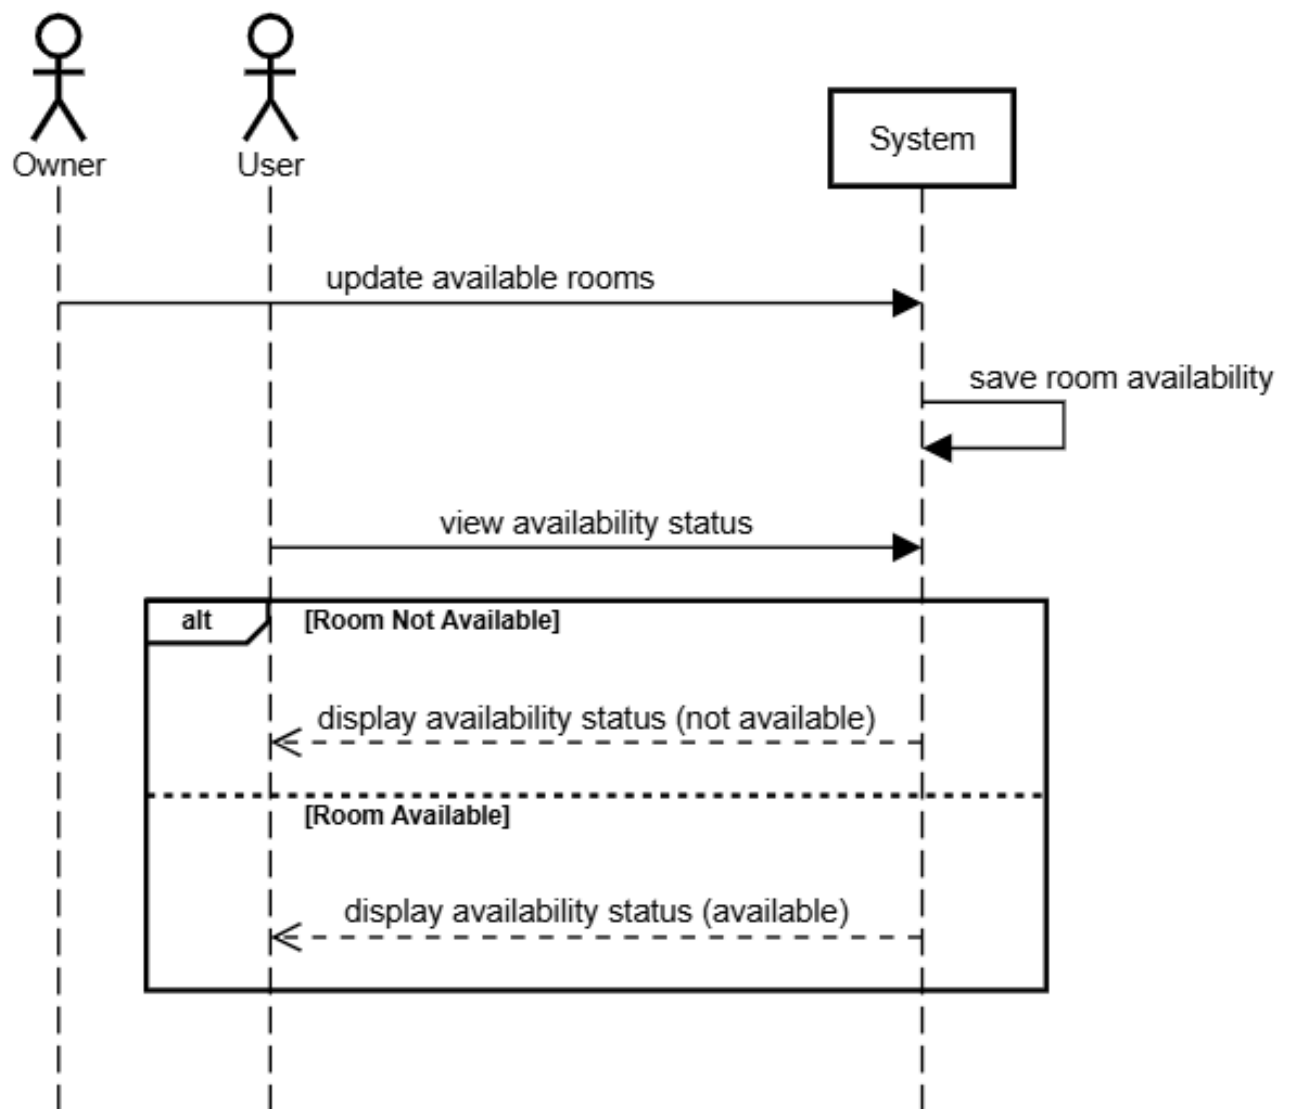 Owner
User
System
update available rooms
save room availability
view availability status
alt
[Room Not Available]
display availability status (not available)
[Room Available]
display availability status (available)